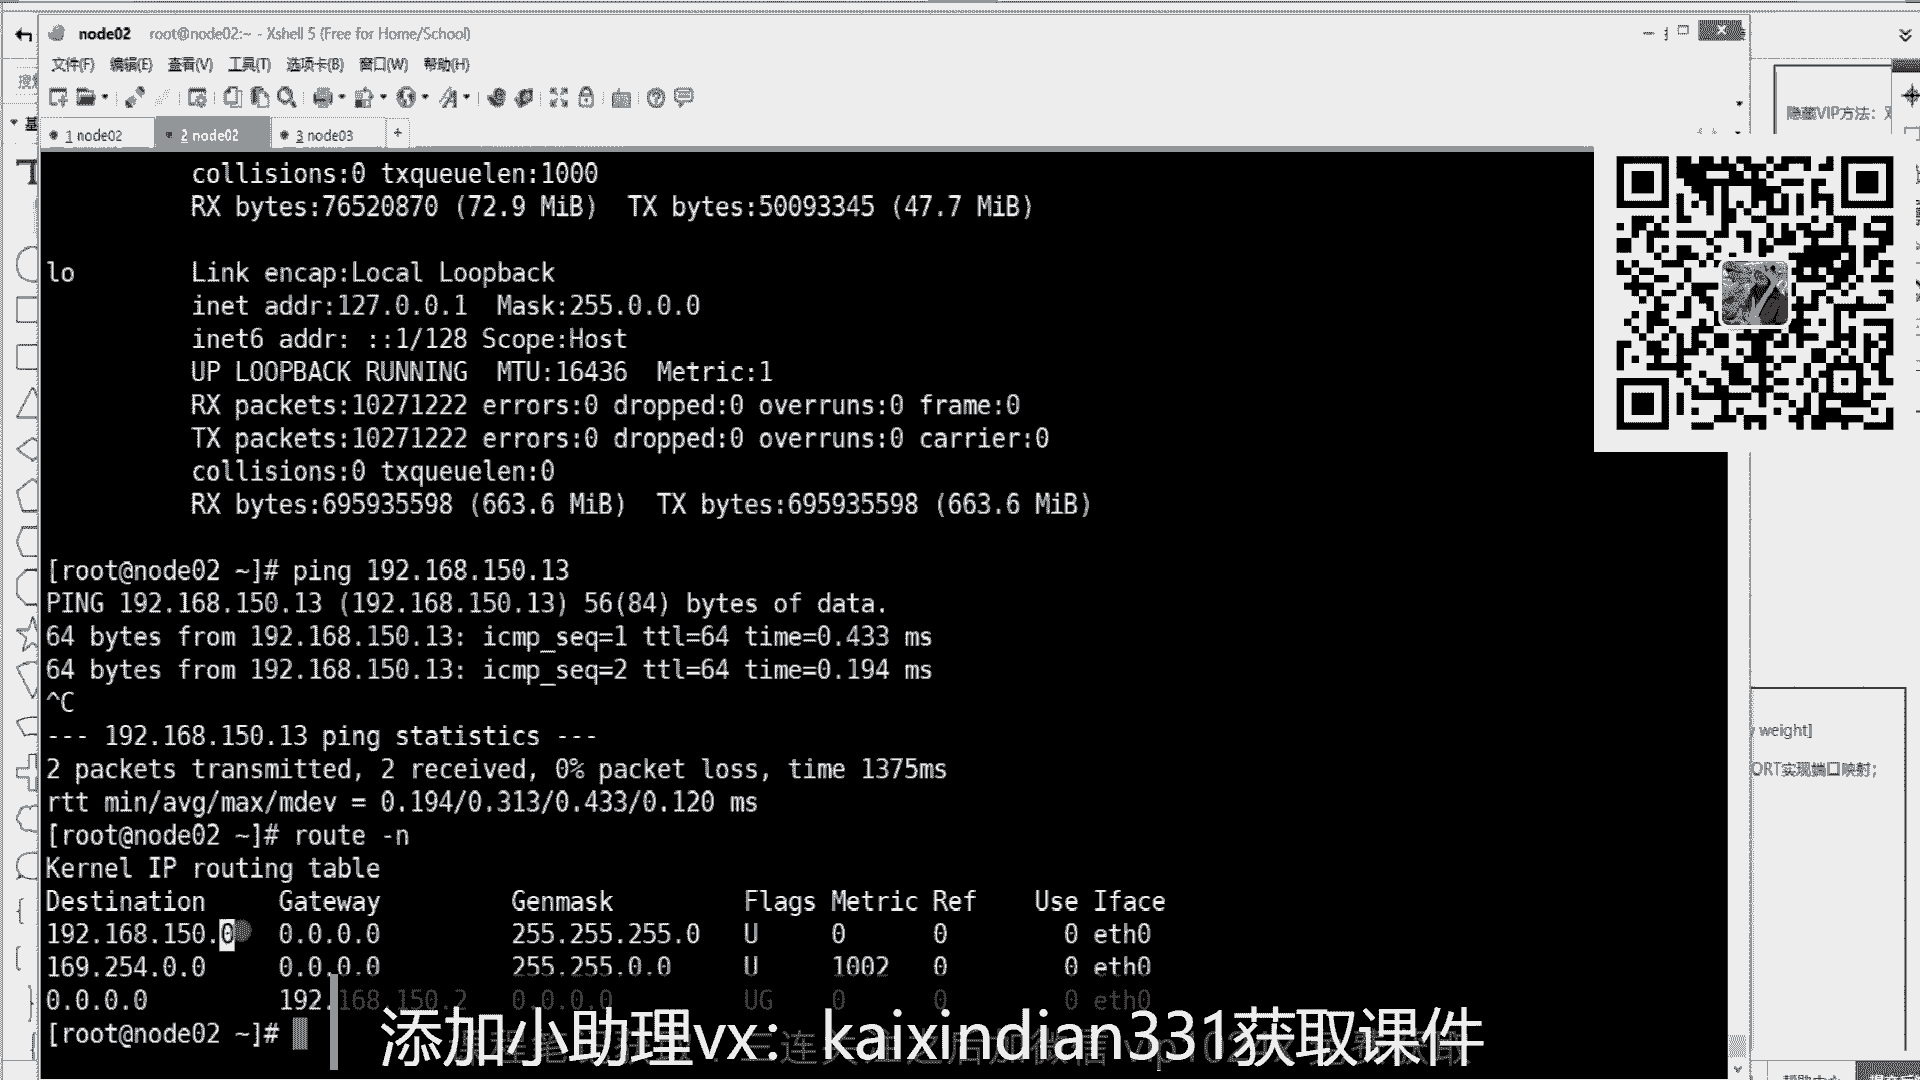 node02 root@node02:~ - Xshell 5 (Free for Home/School)
文件(F) 编辑(E) 查看(V) 工具(T) 选项卡(B) 窗口(W) 帮助(H)
1 node02 2 node02 3 node03 +
隐藏VIP方法:
collisions:0 txqueuelen:1000
RX bytes:76520870 (72.9 MiB) TX bytes:50093345 (47.7 MiB)
lo Link encap:Local Loopback
inet addr:127.0.0.1 Mask:255.0.0.0
inet6 addr: ::1/128 Scope:Host
UP LOOPBACK RUNNING MTU:16436 Metric:1
RX packets:10271222 errors:0 dropped:0 overruns:0 frame:0
TX packets:10271222 errors:0 dropped:0 overruns:0 carrier:0
collisions:0 txqueuelen:0
RX bytes:695935598 (663.6 MiB) TX bytes:695935598 (663.6 MiB)
[root@node02 ~]# ping 192.168.150.13
PING 192.168.150.13 (192.168.150.13) 56(84) bytes of data.
64 bytes from 192.168.150.13: icmp_seq=1 ttl=64 time=0.433 ms
64 bytes from 192.168.150.13: icmp_seq=2 ttl=64 time=0.194 ms
^C
--- 192.168.150.13 ping statistics ---
2 packets transmitted, 2 received, 0% packet loss, time 1375ms
rtt min/avg/max/mdev = 0.194/0.313/0.433/0.120 ms
[root@node02 ~]# route -n
Kernel IP routing table
Destination Gateway Genmask Flags Metric Ref Use Iface
192.168.150.0 0.0.0.0 255.255.255.0 U 0 0 0 eth0
169.254.0.0 0.0.0.0 255.255.0.0 U 1002 0 0 eth0
0.0.0.0 192.168.150.2 0.0.0.0 UG 0 0 0 eth0
[root@node02 ~]#
weight]
ORT实现端口映射;
添加小助理vx：kaixindian331获取课件